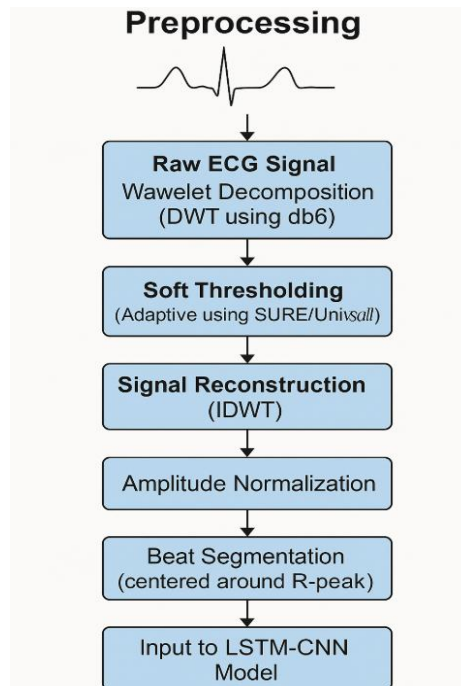 Preprocessing
Raw ECG Signal
Wawelet Decomposition
(DWT using db6)
Soft Thresholding
(Adaptive using SURE/Univsall)
Signal Reconstruction
(IDWT)
Amplitude Normalization
Beat Segmentation
(centered around R-peak)
Input to LSTM-CNN
Model